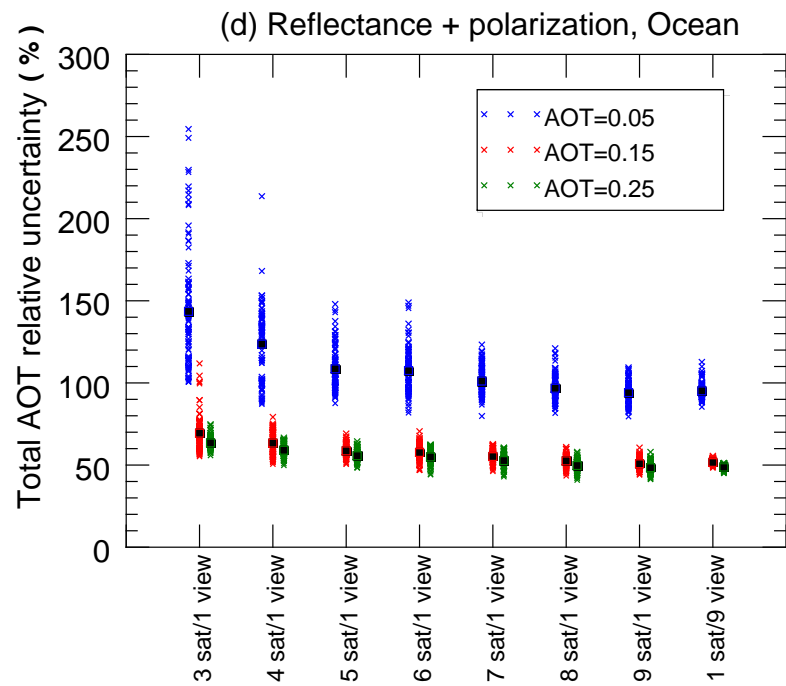 (d) Reflectance + polarization, Ocean
Total AOT relative uncertainty (%)
300
250
200
150
100
50
0
AOT=0.05
AOT=0.15
AOT=0.25
3 sat/1 view
4 sat/1 view
5 sat/1 view
6 sat/1 view
7 sat/1 view
8 sat/1 view
9 sat/1 view
1 sat/9 view